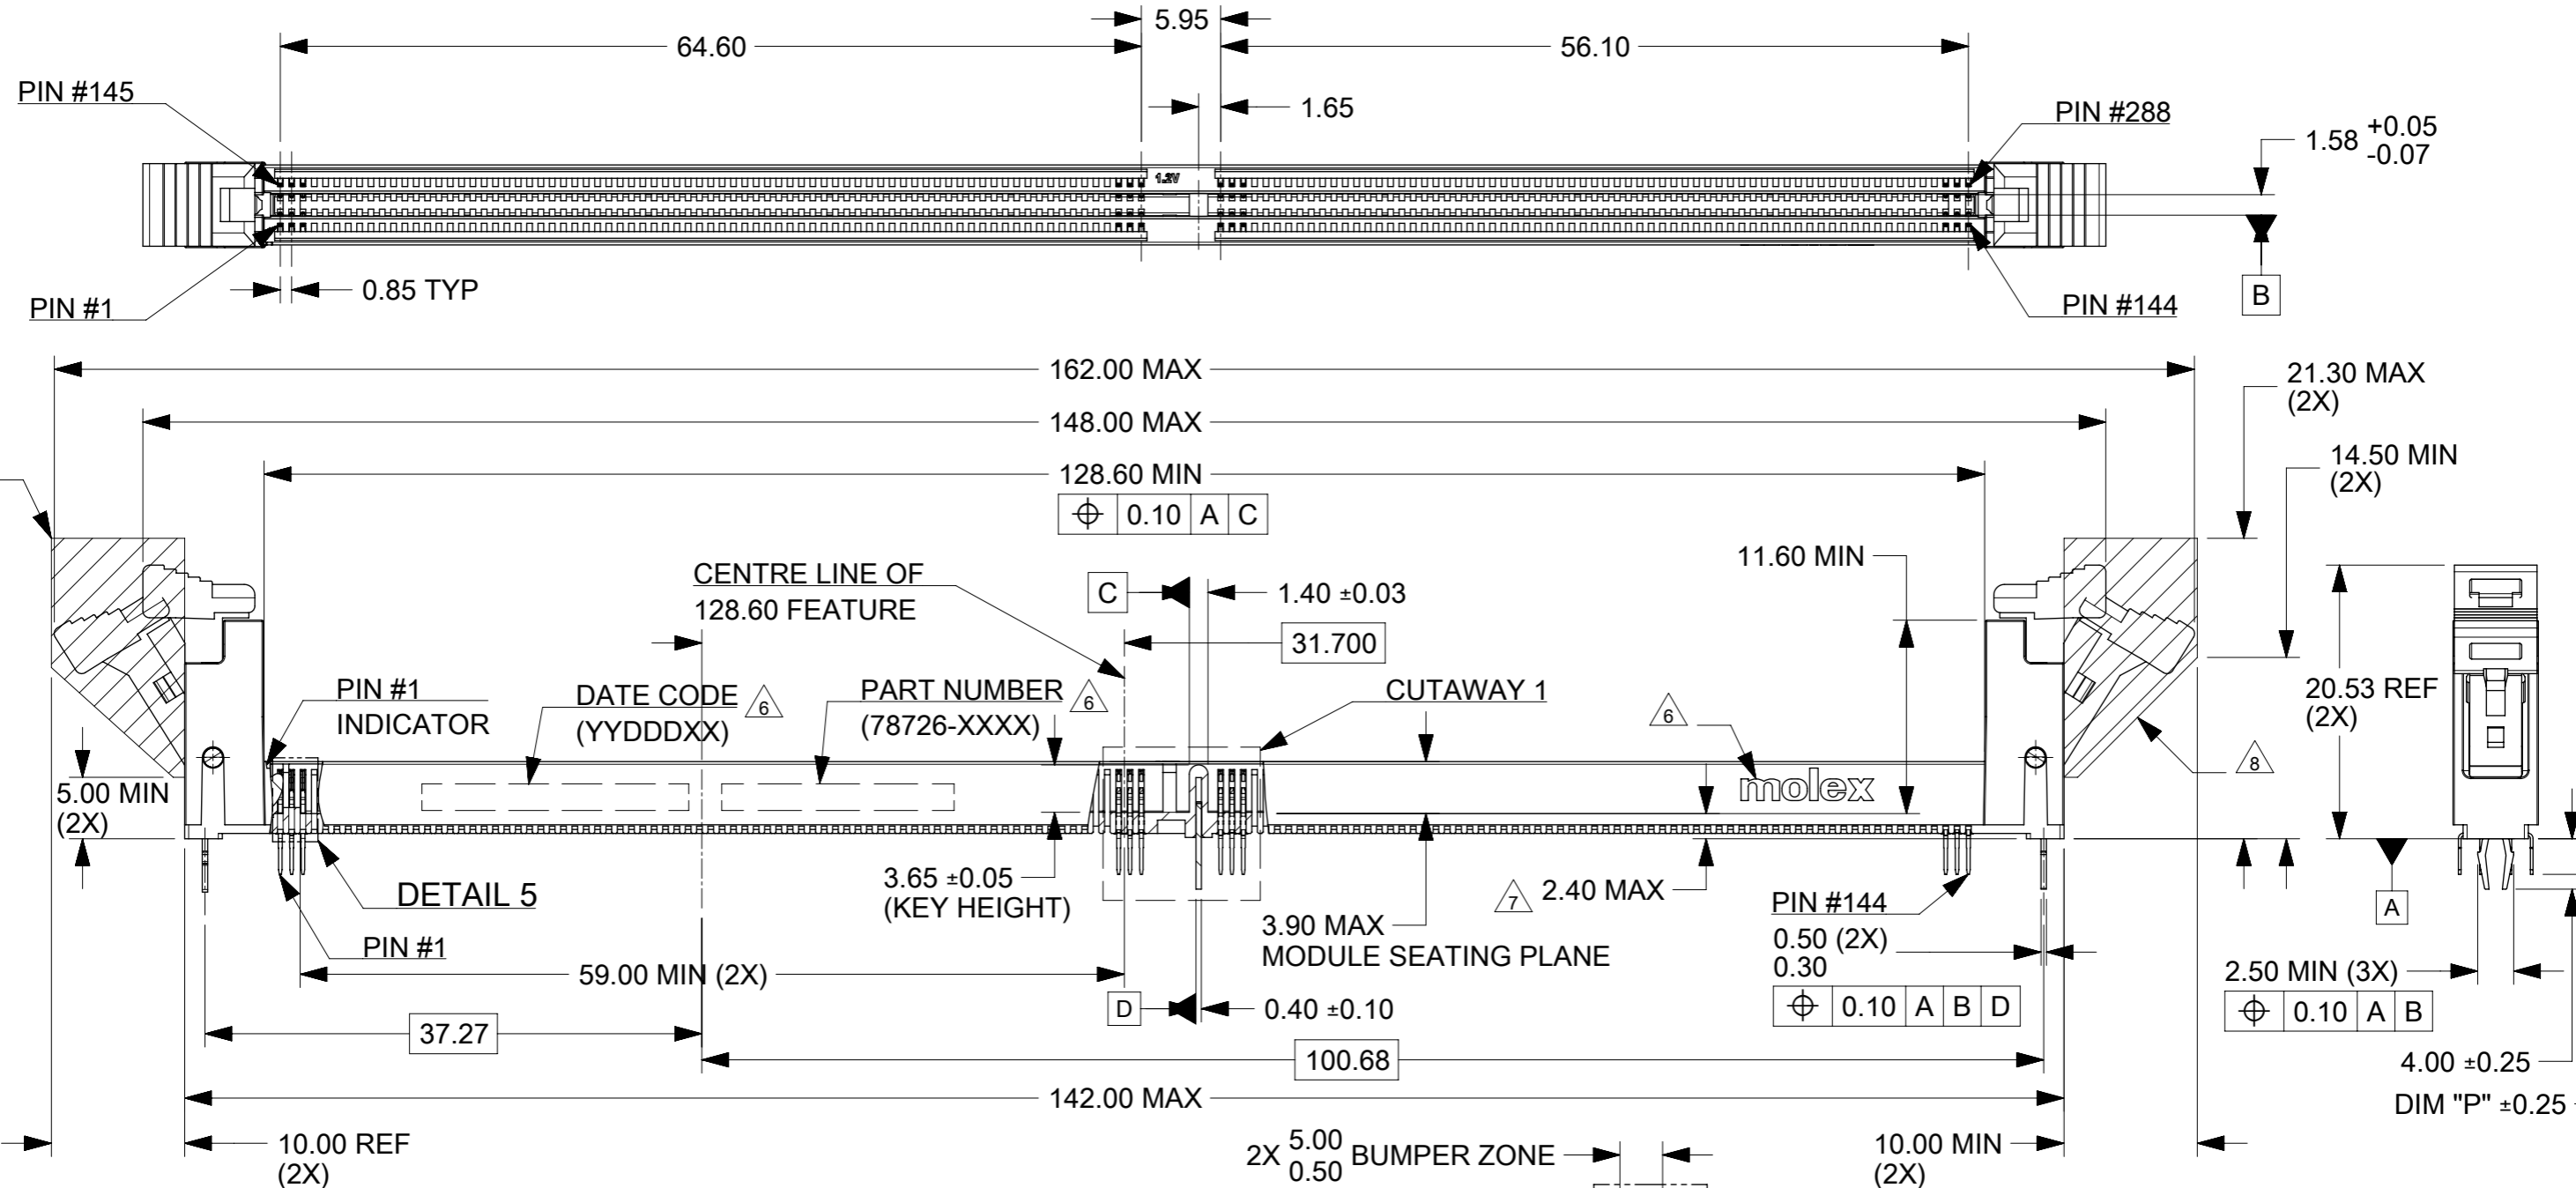 5.95
64.60
56.10
PIN #145
1.65
PIN #288
1.58 +0.05
-0.07
1.2V
0.85 TYP
PIN #1
B
PIN #144
162.00 MAX
21.30 MAX
(2X)
148.00 MAX
14.50 MIN
(2X)
128.60 MIN
⌖ 0.10 A C
11.60 MIN
CENTRE LINE OF
128.60 FEATURE
C
1.40 ±0.03
31.700
PIN #1
INDICATOR
DATE CODE 6
(YYDDDXX)
PART NUMBER 6
(78726-XXXX)
CUTAWAY 1
6
20.53 REF
(2X)
8
molex
5.00 MIN
(2X)
DETAIL 5
3.65 ±0.05
(KEY HEIGHT)
7 2.40 MAX
PIN #144
A
PIN #1
3.90 MAX
MODULE SEATING PLANE
0.50 (2X)
0.30
59.00 MIN (2X)
2.50 MIN (3X)
D
0.40 ±0.10
⌖ 0.10 A B D
⌖ 0.10 A B
37.27
100.68
4.00 ±0.25
142.00 MAX
DIM "P" ±0.25
10.00 REF
(2X)
2X 5.00
0.50 BUMPER ZONE
10.00 MIN
(2X)